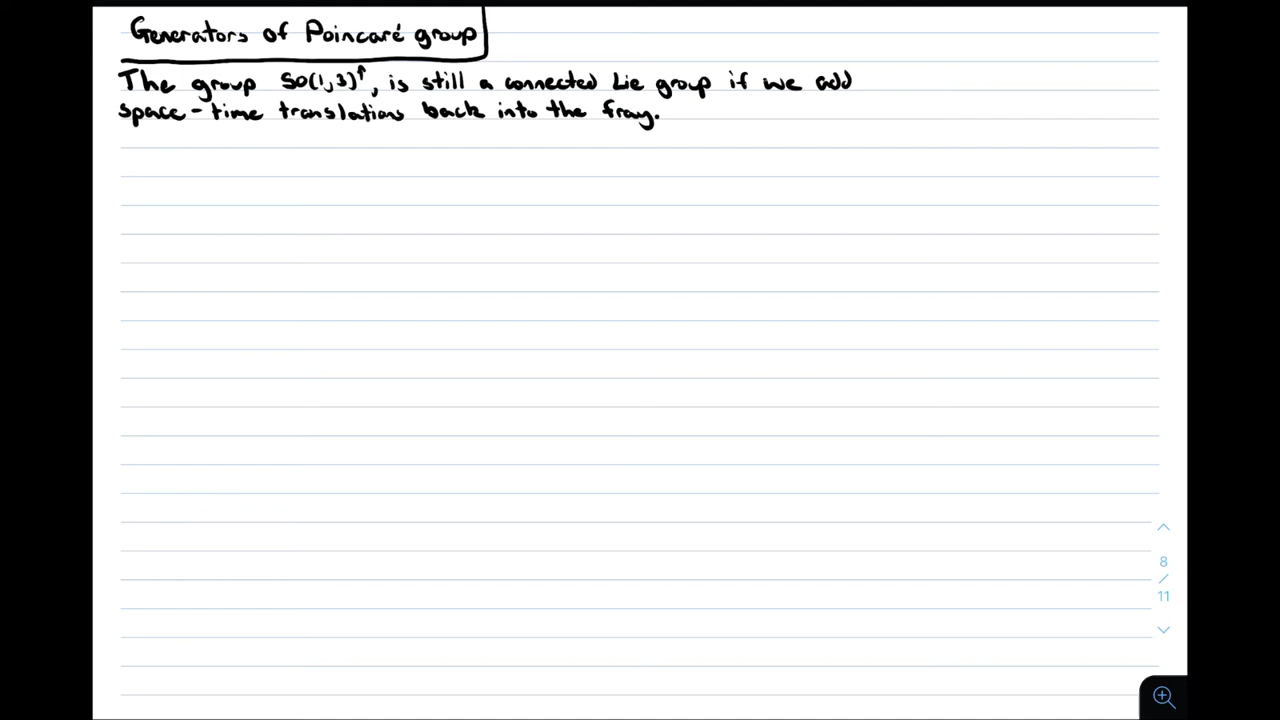 Generators of Poincaré group
The group SO(1,3)↑, is still a connected Lie group if we add
space-time translations back into the fray.
8
/
11